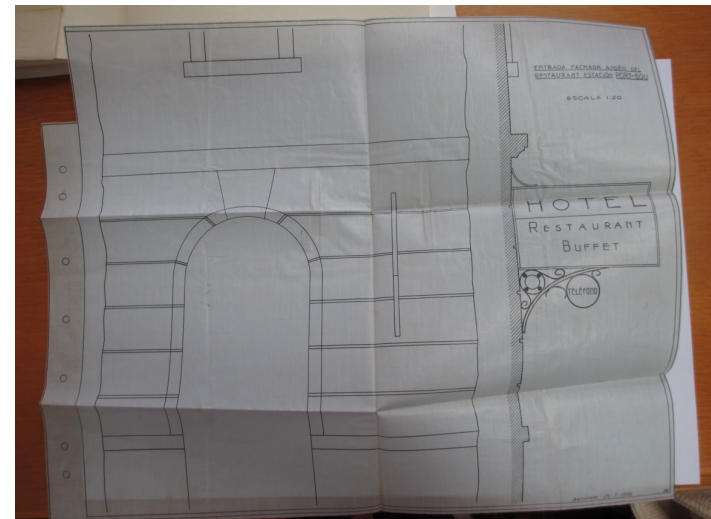 ENTRADA FACHADA ANDÉN DEL
RESTAURANT ESTACIÓN PORT-BOU
ESCALA 1:20
HOTEL
RESTAURANT
BUFFET
TELÉFONO